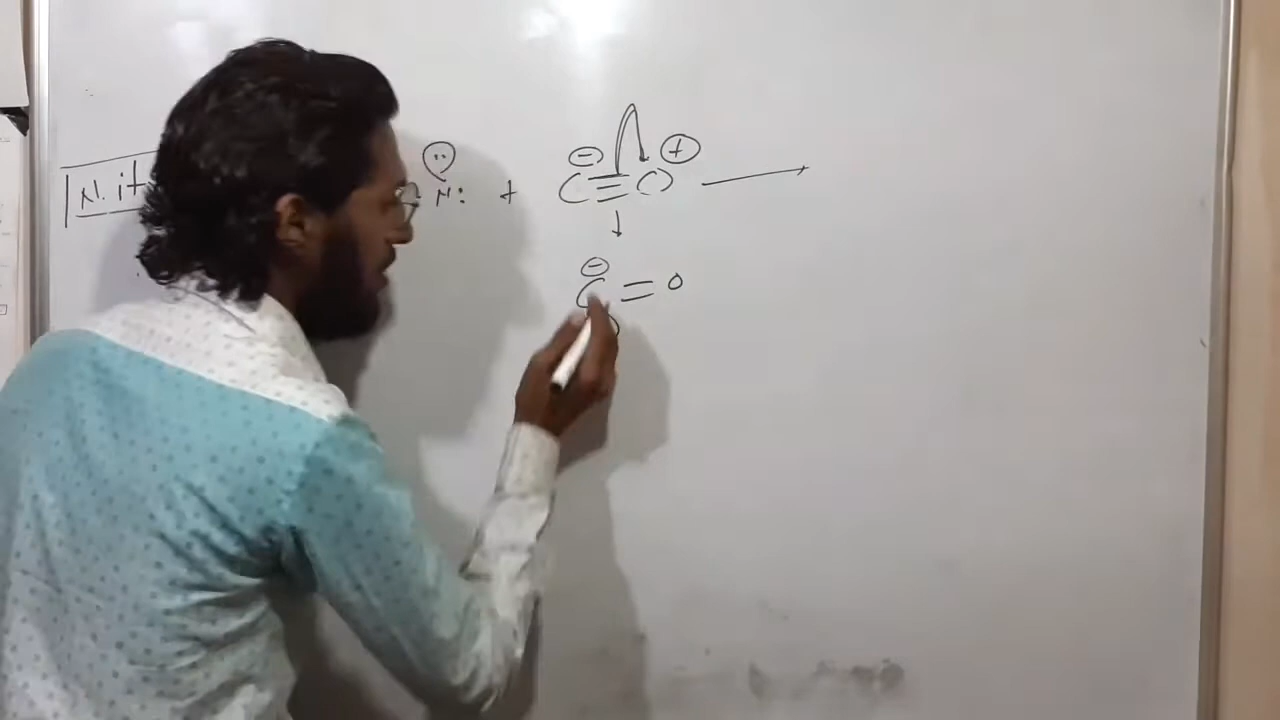 N. it
N: + ⊖C≡O⊕ ⟶
↓
⊖C=O